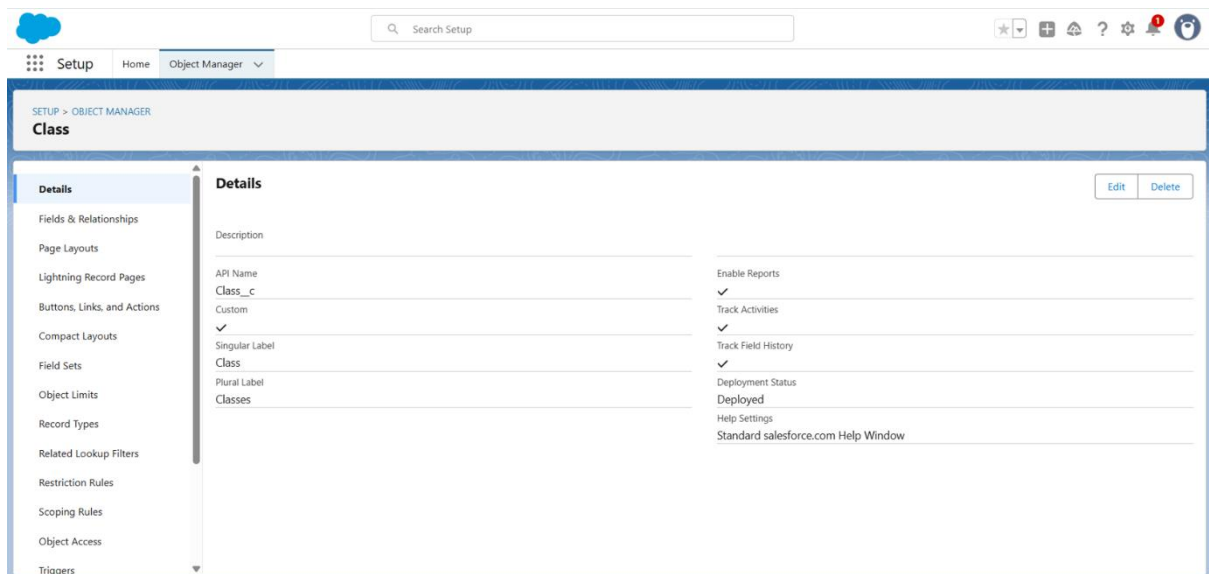 Search Setup
1
Setup
Home
Object Manager
SETUP > OBJECT MANAGER
Class
Details
Fields & Relationships
Page Layouts
Lightning Record Pages
Buttons, Links, and Actions
Compact Layouts
Field Sets
Object Limits
Record Types
Related Lookup Filters
Restriction Rules
Scoping Rules
Object Access
Triggers
Details
Edit
Delete
Description
API Name
Class__c
Custom
Singular Label
Class
Plural Label
Classes
Enable Reports
Track Activities
Track Field History
Deployment Status
Deployed
Help Settings
Standard salesforce.com Help Window